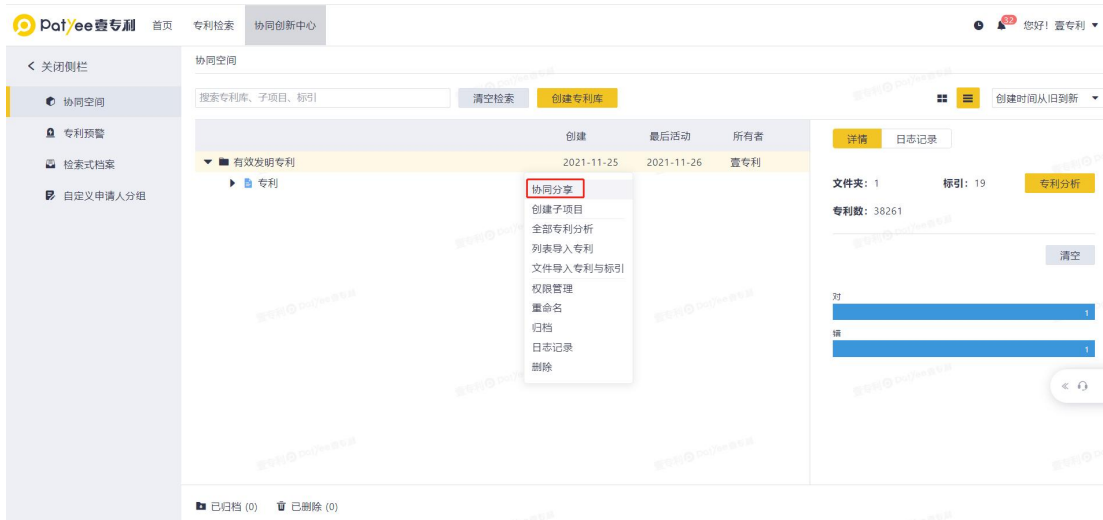 Patyee壹专利 首页 专利检索 协同创新中心 32 您好！壹专利
关闭侧栏
协同空间
专利预警
检索式档案
自定义申请人分组
协同空间
搜索专利库、子项目、标引 清空检索 创建专利库 创建时间从旧到新
创建 最后活动 所有者
有效发明专利 2021-11-25 2021-11-26 壹专利
专利
协同分享
创建子项目
全部专利分析
列表导入专利
文件导入专利与标引
权限管理
重命名
归档
日志记录
删除
详情 日志记录
文件夹：1 标引：19 专利分析
专利数：38261
清空
对
1
1
已归档 (0) 已删除 (0)